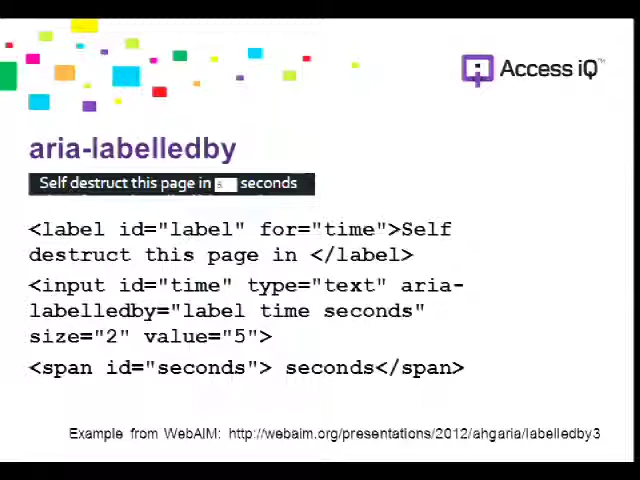 Access iQ™
aria-labelledby
Self destruct this page in 5 seconds
<label id="label" for="time">Self
destruct this page in </label>
<input id="time" type="text" aria-
labelledby="label time seconds"
size="2" value="5">
<span id="seconds"> seconds</span>
Example from WebAIM: http://webaim.org/presentations/2012/ahgaria/labelledby3